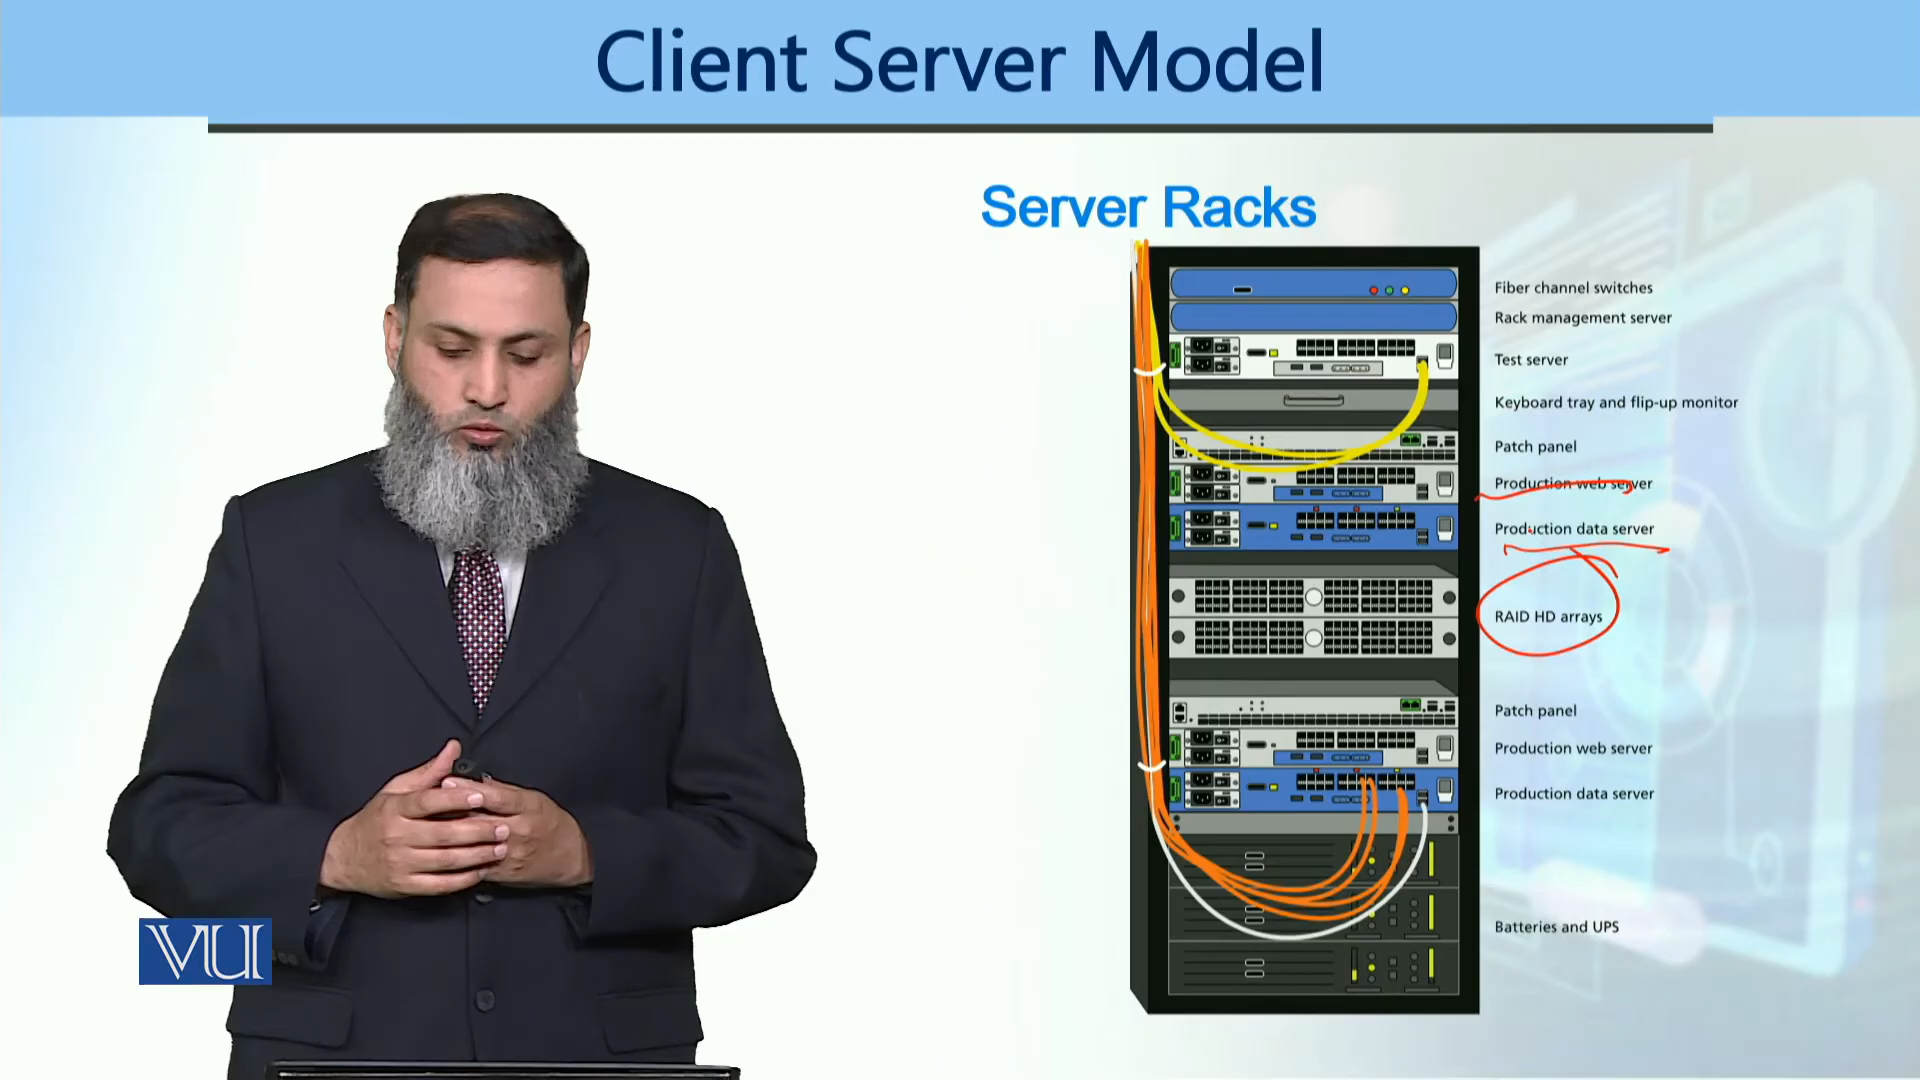 Client Server Model
Server Racks
Fiber channel switches
Rack management server
Test server
Keyboard tray and flip-up monitor
Patch panel
Production web server
Production data server
RAID HD arrays
Patch panel
Production web server
Production data server
Batteries and UPS
VU